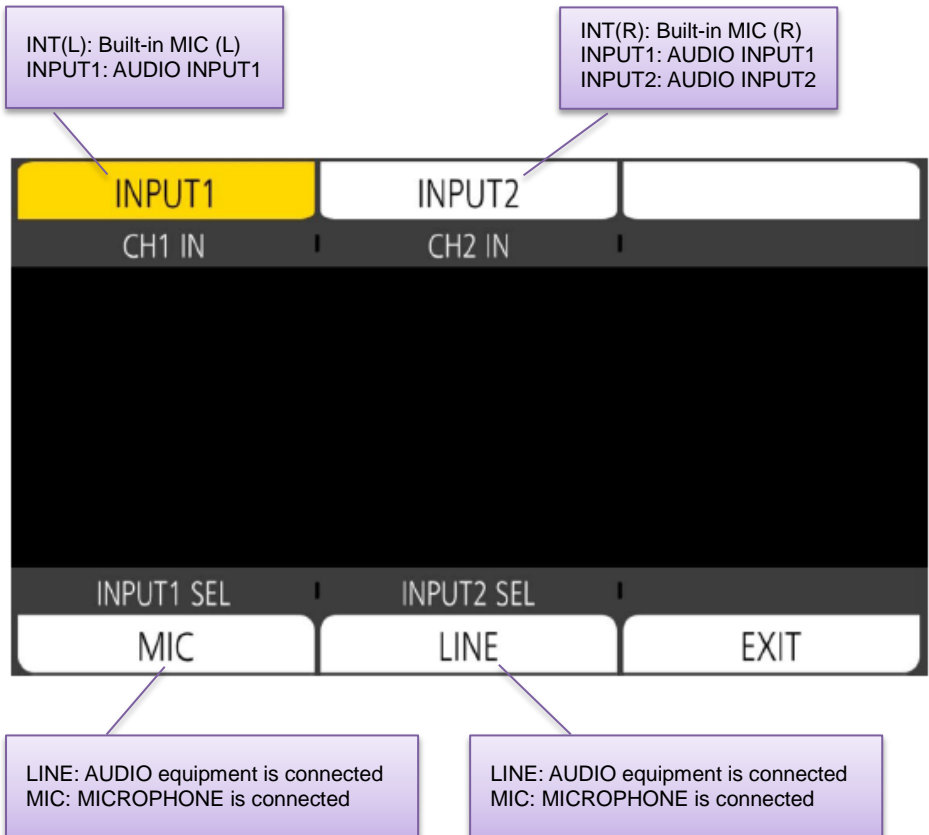 INT(L): Built-in MIC (L)
INPUT1: AUDIO INPUT1
INT(R): Built-in MIC (R)
INPUT1: AUDIO INPUT1
INPUT2: AUDIO INPUT2
INPUT1
INPUT2
CH1 IN
CH2 IN
INPUT1 SEL
INPUT2 SEL
MIC
LINE
EXIT
LINE: AUDIO equipment is connected
MIC: MICROPHONE is connected
LINE: AUDIO equipment is connected
MIC: MICROPHONE is connected